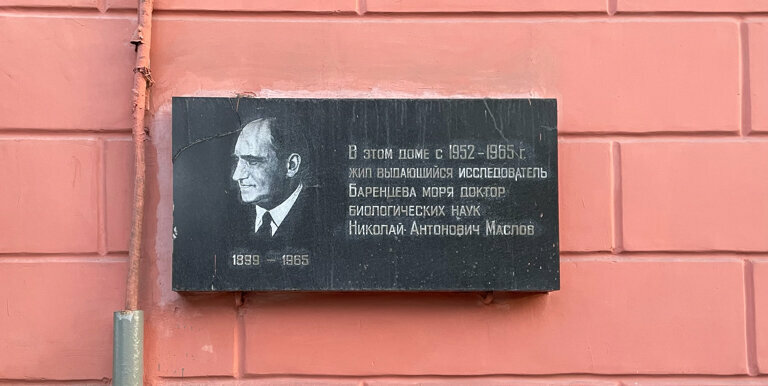 В этом доме с 1952-1965 г.
жил выдающийся исследователь
Баренцева моря доктор
биологических наук
Николай Антонович Маслов
1899 - 1965